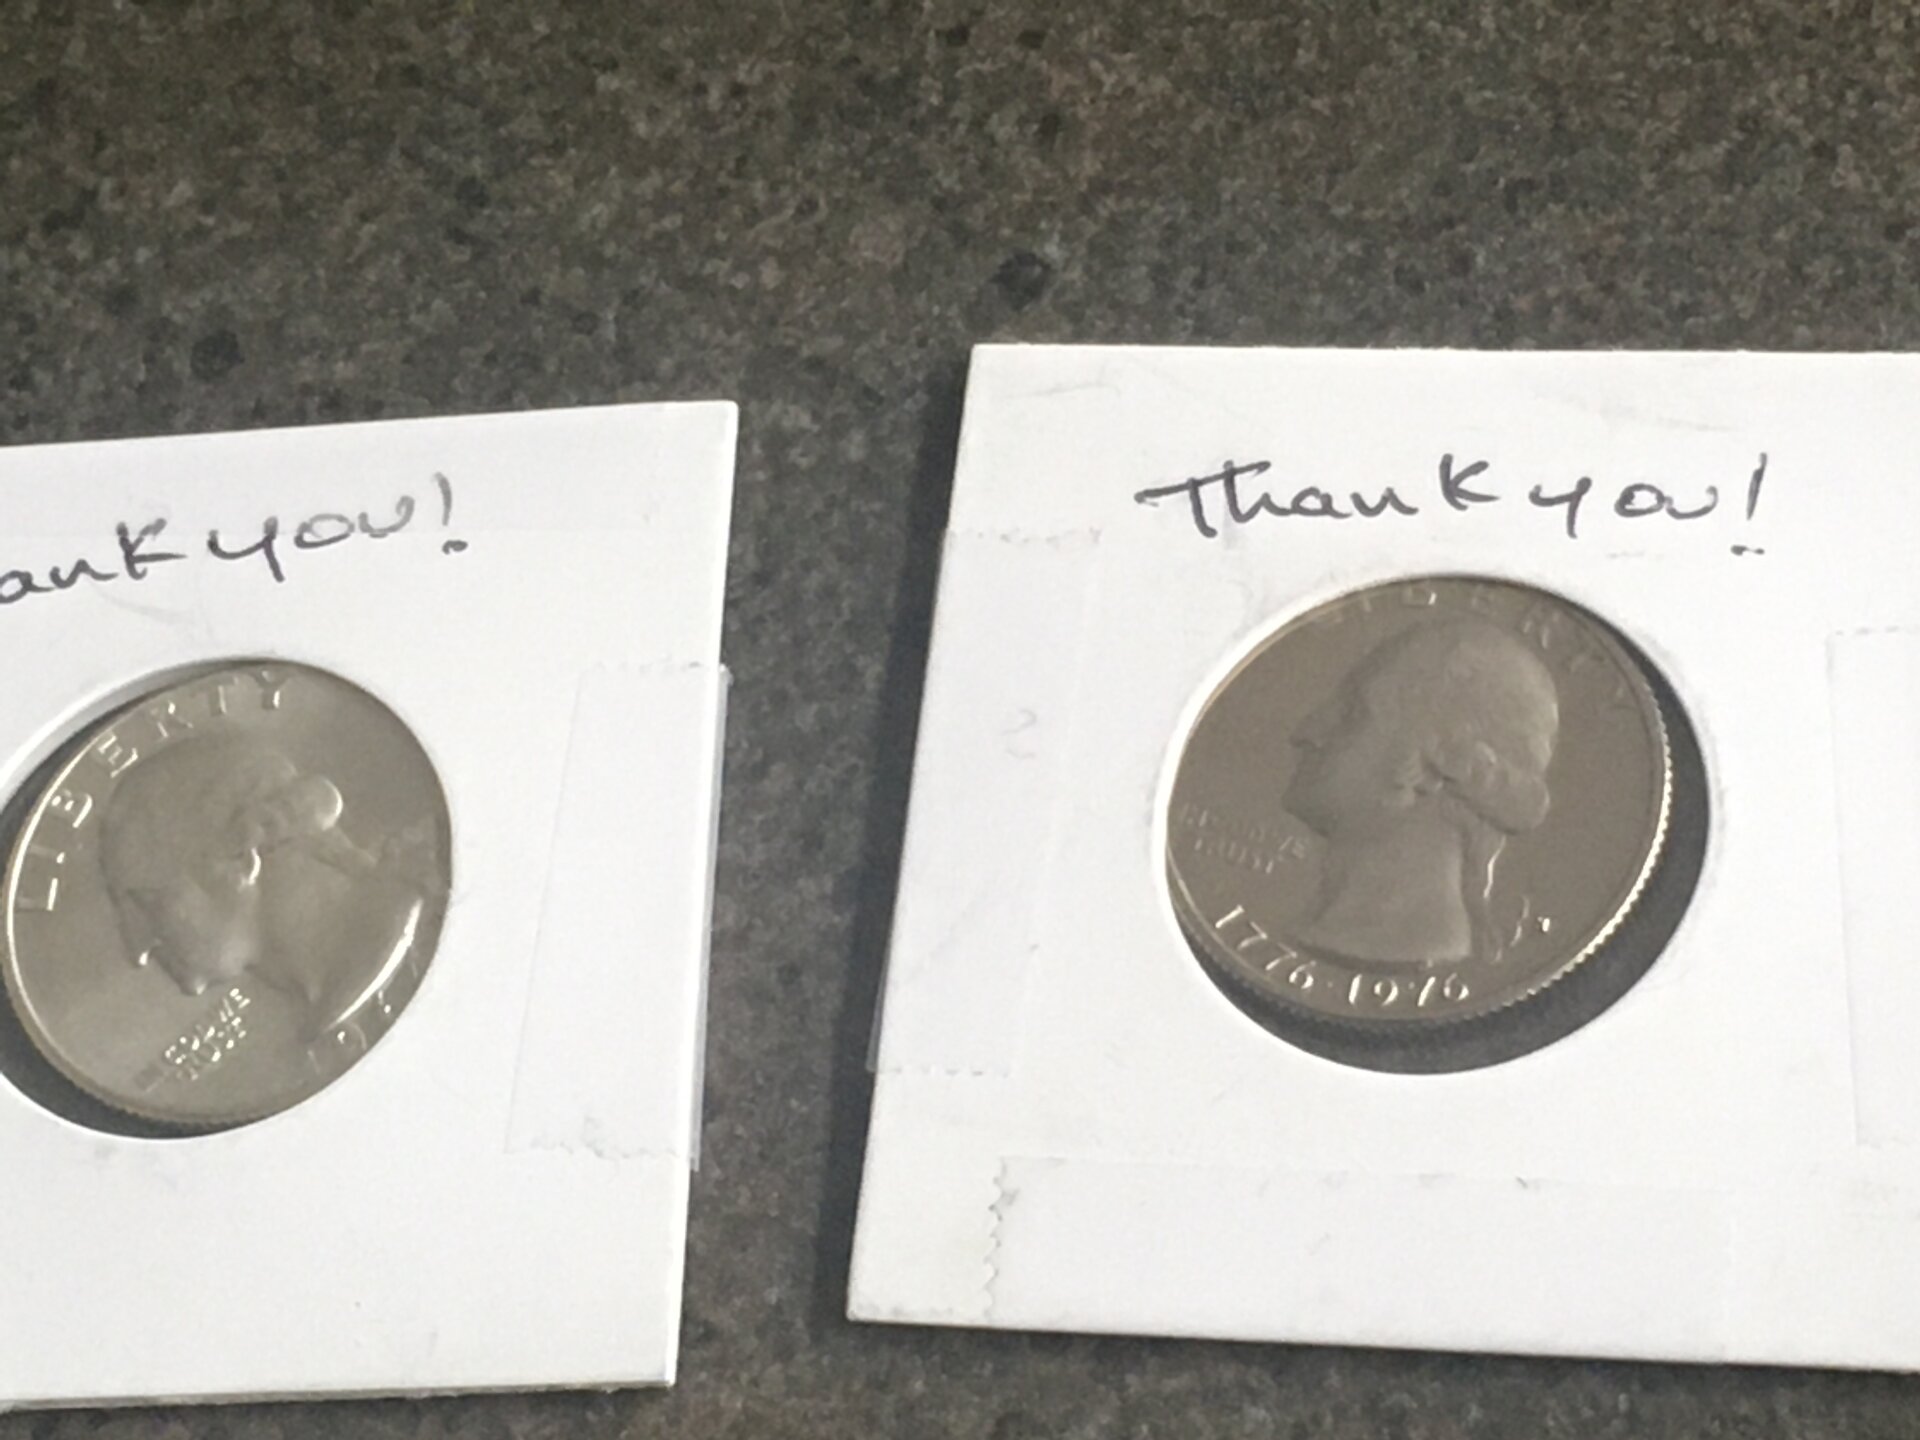 ank you!
LIBERTY
IN GOD WE
TRUST
Thank you!
LIBERTY
IN GOD WE
TRUST
1776·1976